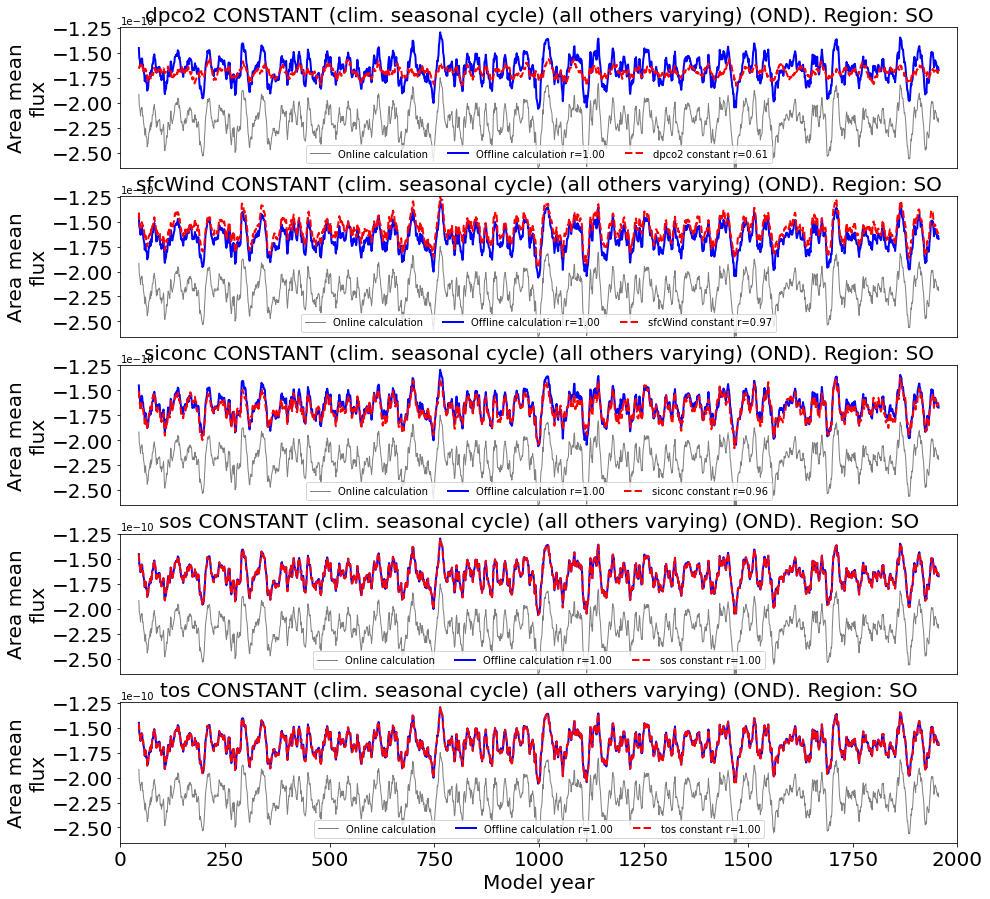 dpco2 CONSTANT (clim. seasonal cycle) (all others varying) (OND). Region: SO
1e−10
−1.25
−1.50
−1.75
−2.00
−2.25
−2.50
Area mean
flux
Online calculation
Offline calculation r=1.00
dpco2 constant r=0.61
sfcWind CONSTANT (clim. seasonal cycle) (all others varying) (OND). Region: SO
1e−10
−1.25
−1.50
−1.75
−2.00
−2.25
−2.50
Area mean
flux
Online calculation
Offline calculation r=1.00
sfcWind constant r=0.97
siconc CONSTANT (clim. seasonal cycle) (all others varying) (OND). Region: SO
1e−10
−1.25
−1.50
−1.75
−2.00
−2.25
−2.50
Area mean
flux
Online calculation
Offline calculation r=1.00
siconc constant r=0.96
sos CONSTANT (clim. seasonal cycle) (all others varying) (OND). Region: SO
1e−10
−1.25
−1.50
−1.75
−2.00
−2.25
−2.50
Area mean
flux
Online calculation
Offline calculation r=1.00
sos constant r=1.00
tos CONSTANT (clim. seasonal cycle) (all others varying) (OND). Region: SO
1e−10
−1.25
−1.50
−1.75
−2.00
−2.25
−2.50
Area mean
flux
Online calculation
Offline calculation r=1.00
tos constant r=1.00
0
250
500
750
1000
1250
1500
1750
2000
Model year